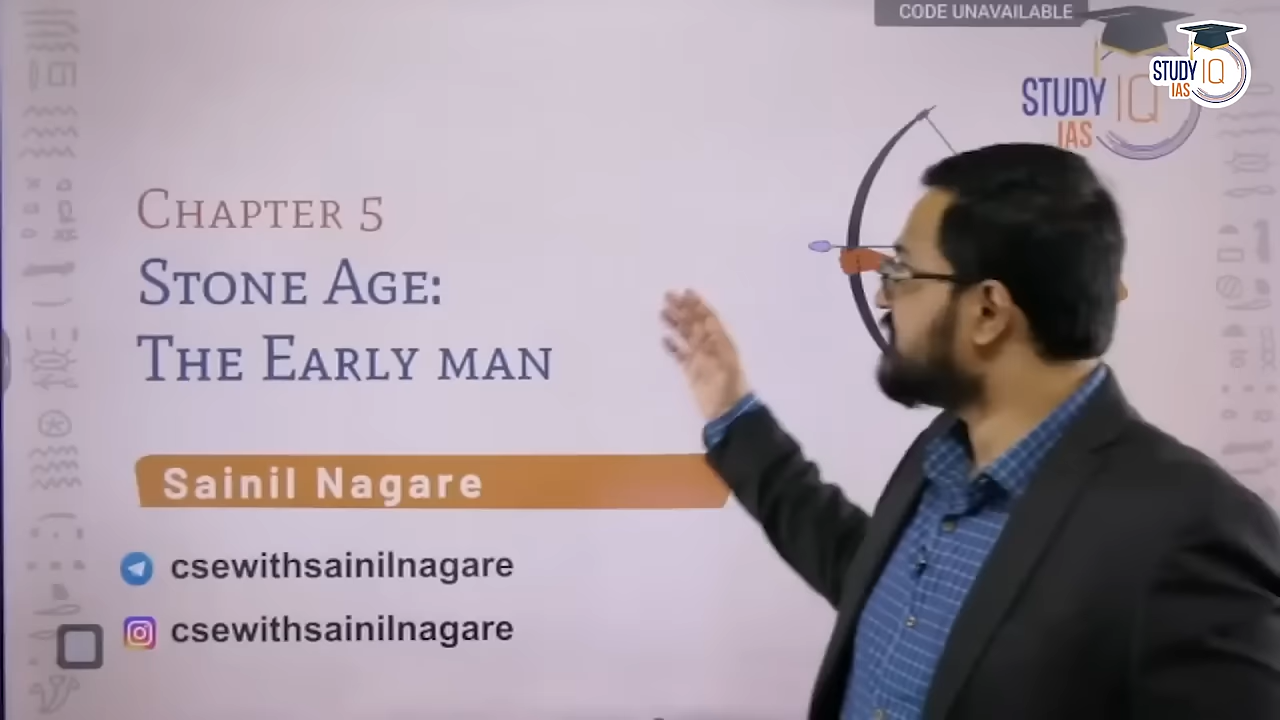 CODE UNAVAILABLE
STUDY IQ
IAS
STUDY IQ
IAS
CHAPTER 5
STONE AGE:
THE EARLY MAN
Sainil Nagare
csewithsainilnagare
csewithsainilnagare